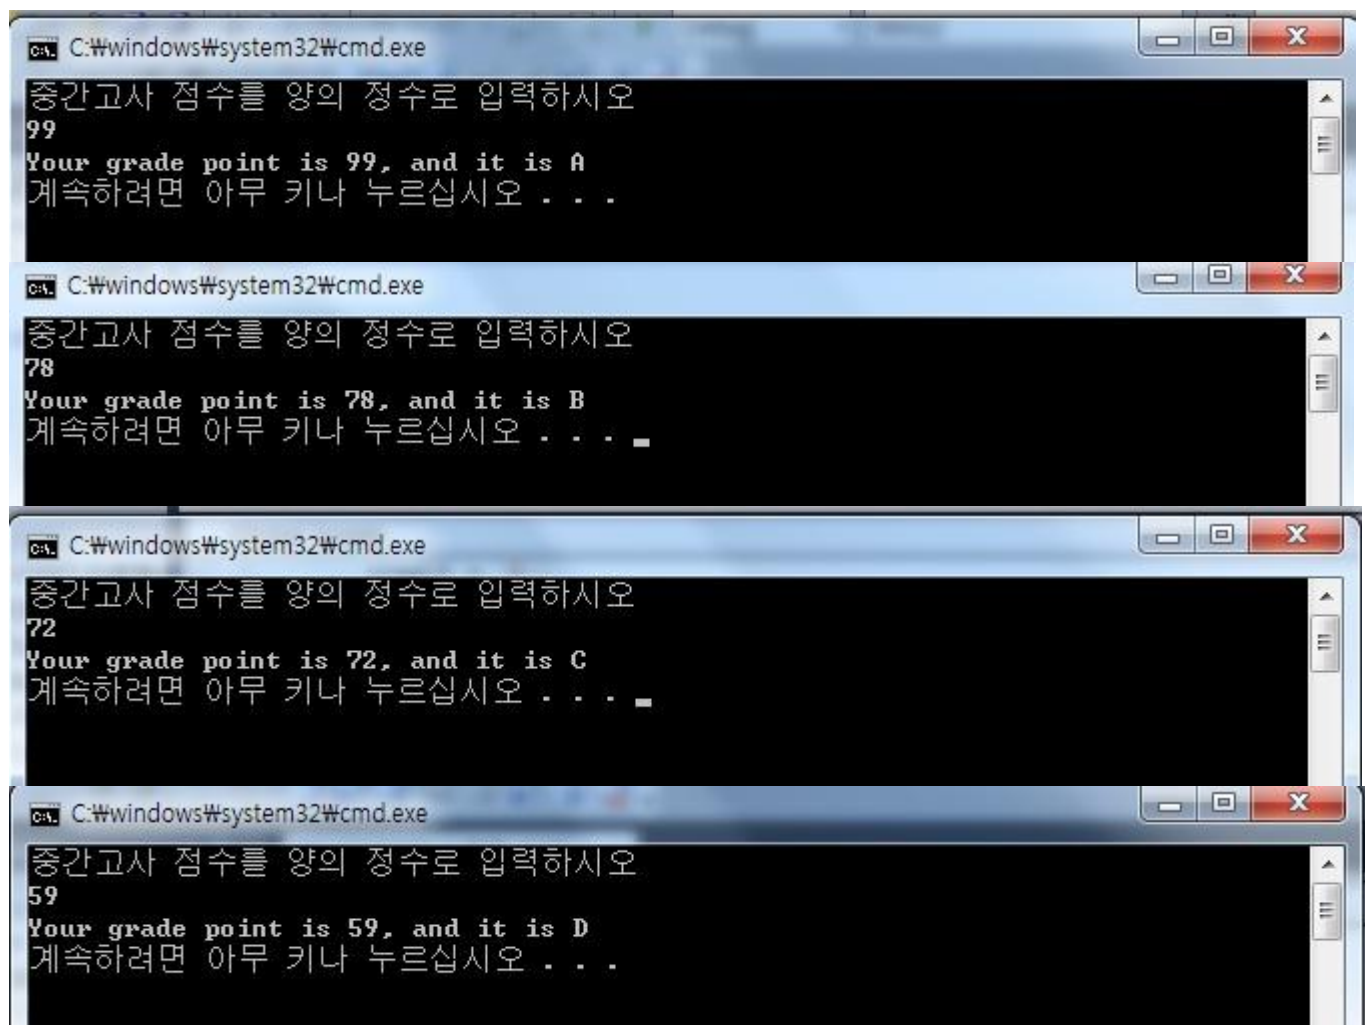 C:₩windows₩system32₩cmd.exe
중간고사 점수를 양의 정수로 입력하시오
99
Your grade point is 99, and it is A
계속하려면 아무 키나 누르십시오 . . .
C:₩windows₩system32₩cmd.exe
중간고사 점수를 양의 정수로 입력하시오
78
Your grade point is 78, and it is B
계속하려면 아무 키나 누르십시오 . . .
C:₩windows₩system32₩cmd.exe
중간고사 점수를 양의 정수로 입력하시오
72
Your grade point is 72, and it is C
계속하려면 아무 키나 누르십시오 . . .
C:₩windows₩system32₩cmd.exe
중간고사 점수를 양의 정수로 입력하시오
59
Your grade point is 59, and it is D
계속하려면 아무 키나 누르십시오 . . .